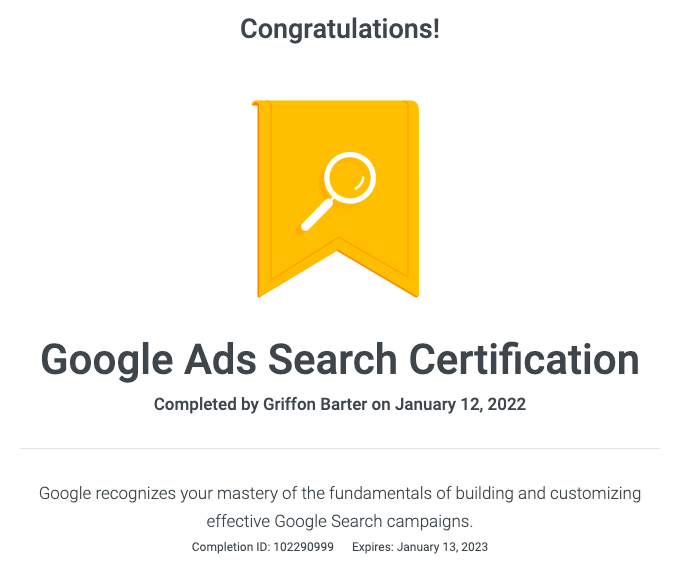 Congratulations!
Google Ads Search Certification
Completed by Griffon Barter on January 12, 2022
Google recognizes your mastery of the fundamentals of building and customizing
effective Google Search campaigns.
Completion ID: 102290999 Expires: January 13, 2023